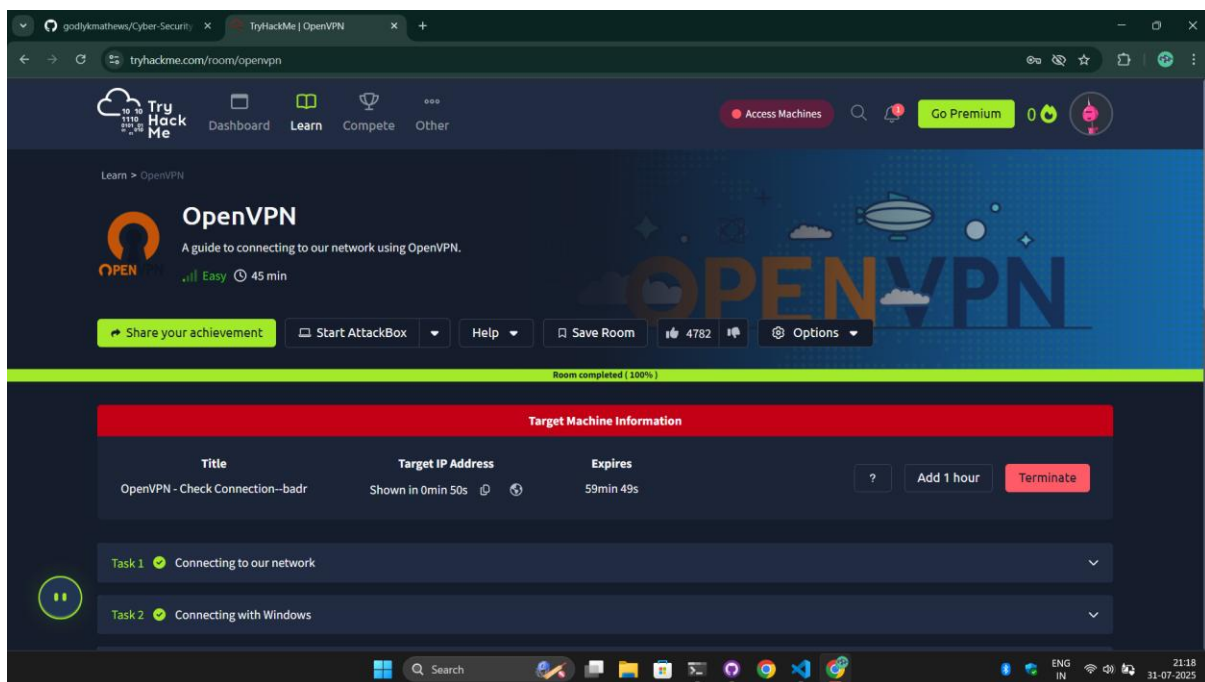 godlykmathews/Cyber-Security
TryHackMe | OpenVPN
tryhackme.com/room/openvpn
Try Hack Me
Dashboard
Learn
Compete
Other
Access Machines
Go Premium
0
Learn > OpenVPN
OPENVPN
OpenVPN
A guide to connecting to our network using OpenVPN.
Easy 45 min
OPENVPN
Share your achievement
Start AttackBox
Help
Save Room
4782
Options
Room completed ( 100% )
Target Machine Information
Title
Target IP Address
Expires
OpenVPN - Check Connection--badr
Shown in 0min 50s
59min 49s
?
Add 1 hour
Terminate
Task 1 Connecting to our network
Task 2 Connecting with Windows
Search
ENG
IN
21:18
31-07-2025